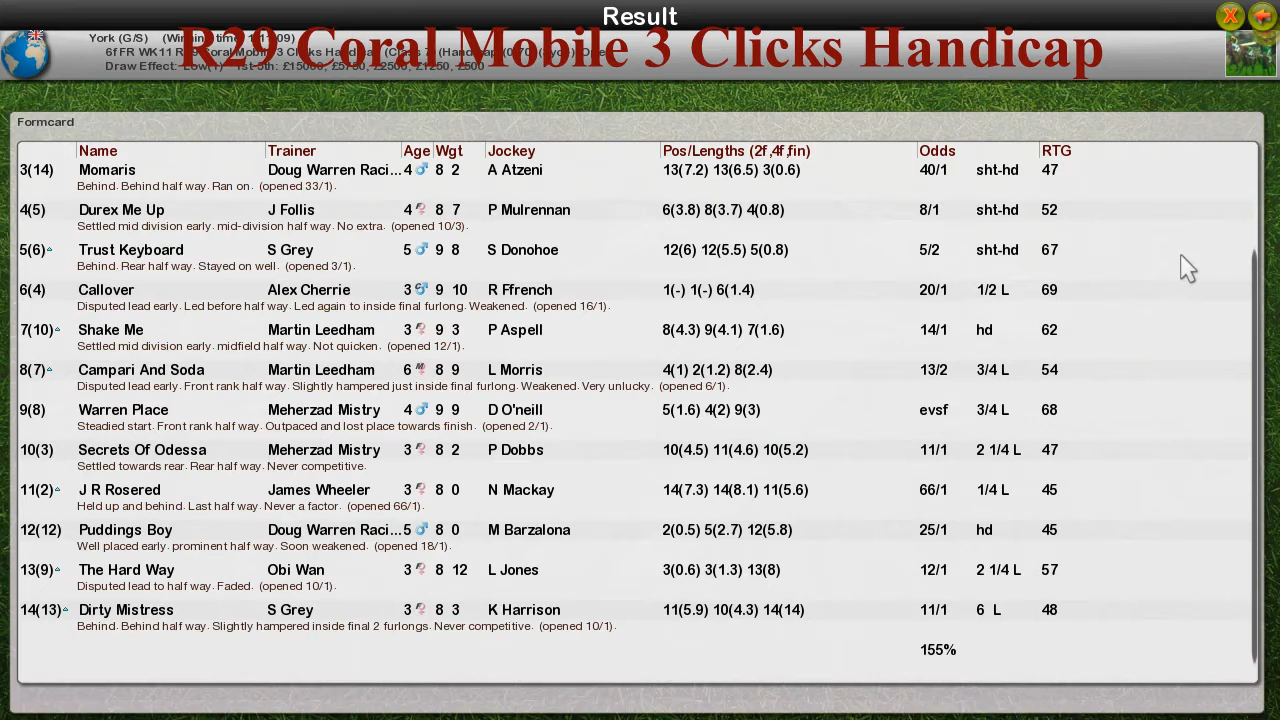 Result
R29 Coral Mobile 3 Clicks Handicap
York (G/S)
Draw Effect: Low(1) 1st-5th: £15000, £5750, £2500, £1250, £500
Formcard
Name Trainer Age Wgt Jockey Pos/Lengths (2f,4f,fin) Odds RTG
3(14) Momaris Doug Warren Raci... 4 8 2 A Atzeni 13(7.2) 13(6.5) 3(0.6) 40/1 sht-hd 47
Behind. Behind half way. Ran on. (opened 33/1).
4(5) Durex Me Up J Follis 4 8 7 P Mulrennan 6(3.8) 8(3.7) 4(0.8) 8/1 sht-hd 52
Settled mid division early. mid-division half way. No extra. (opened 10/3).
5(6) Trust Keyboard S Grey 5 9 8 S Donohoe 12(6) 12(5.5) 5(0.8) 5/2 sht-hd 67
Behind. Rear half way. Stayed on well. (opened 3/1).
6(4) Callover Alex Cherrie 3 9 10 R Ffrench 1(-) 1(-) 6(1.4) 20/1 1/2 L 69
Disputed lead early. Led before half way. Led again to inside final furlong. Weakened. (opened 16/1).
7(10) Shake Me Martin Leedham 3 9 3 P Aspell 8(4.3) 9(4.1) 7(1.6) 14/1 hd 62
Settled mid division early. midfield half way. Not quicken. (opened 12/1).
8(7) Campari And Soda Martin Leedham 6 8 9 L Morris 4(1) 2(1.2) 8(2.4) 13/2 3/4 L 54
Disputed lead early. Front rank half way. Slightly hampered just inside final furlong. Weakened. Very unlucky. (opened 6/1).
9(8) Warren Place Meherzad Mistry 4 9 9 D O'neill 5(1.6) 4(2) 9(3) evsf 3/4 L 68
Steadied start. Front rank half way. Outpaced and lost place towards finish. (opened 2/1).
10(3) Secrets Of Odessa Meherzad Mistry 3 8 2 P Dobbs 10(4.5) 11(4.6) 10(5.2) 11/1 2 1/4 L 47
Settled towards rear. Rear half way. Never competitive.
11(2) J R Rosered James Wheeler 3 8 0 N Mackay 14(7.3) 14(8.1) 11(5.6) 66/1 1/4 L 45
Held up and behind. Last half way. Never a factor. (opened 66/1).
12(12) Puddings Boy Doug Warren Raci... 5 8 0 M Barzalona 2(0.5) 5(2.7) 12(5.8) 25/1 hd 45
Well placed early. prominent half way. Soon weakened. (opened 18/1).
13(9) The Hard Way Obi Wan 3 8 12 L Jones 3(0.6) 3(1.3) 13(8) 12/1 2 1/4 L 57
Disputed lead to half way. Faded. (opened 10/1).
14(13) Dirty Mistress S Grey 3 8 3 K Harrison 11(5.9) 10(4.3) 14(14) 11/1 6 L 48
Behind. Behind half way. Slightly hampered inside final 2 furlongs. Never competitive. (opened 10/1).
155%